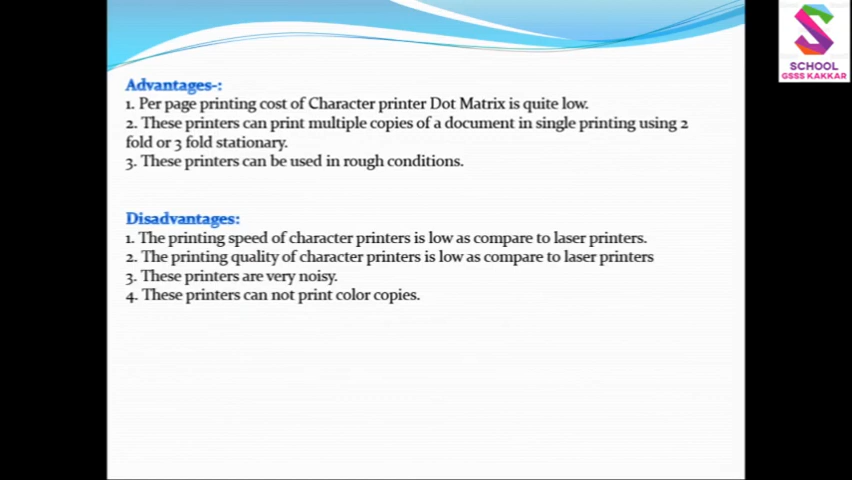 SCHOOL
GSSS KAKKAR
Advantages-:
1. Per page printing cost of Character printer Dot Matrix is quite low.
2. These printers can print multiple copies of a document in single printing using 2
fold or 3 fold stationary.
3. These printers can be used in rough conditions.
Disadvantages:
1. The printing speed of character printers is low as compare to laser printers.
2. The printing quality of character printers is low as compare to laser printers
3. These printers are very noisy.
4. These printers can not print color copies.